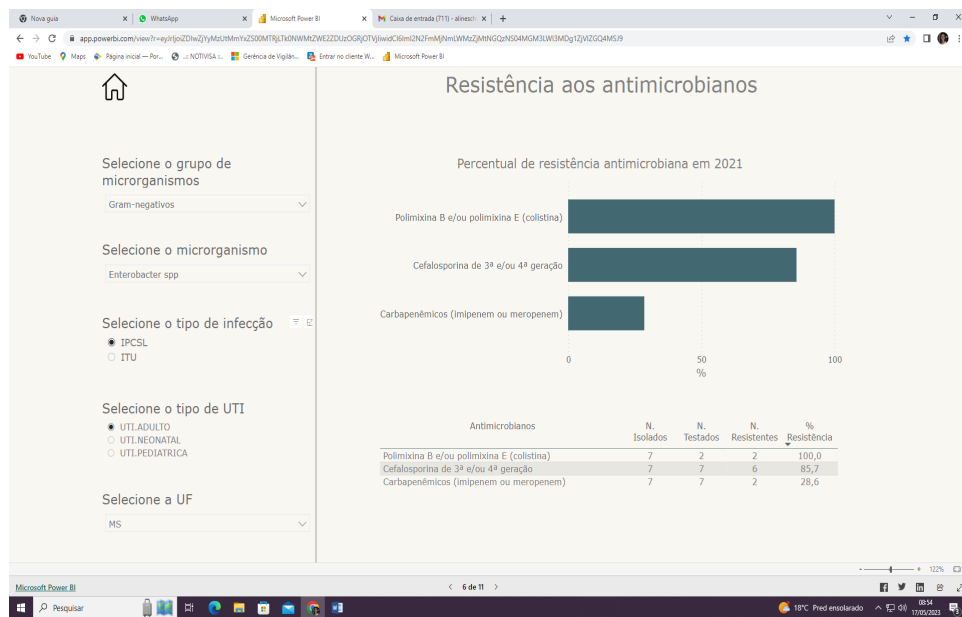 Nova guia
WhatsApp
Microsoft Power BI
Caixa de entrada (711) - alinesch
YouTube
Maps
Página inicial — Por...
..: NOTIVISA :..
Gerência de Vigilân...
Entrar no cliente W...
Microsoft Power BI
Resistência aos antimicrobianos
Selecione o grupo de
microrganismos
Gram-negativos
Selecione o microrganismo
Enterobacter spp
Selecione o tipo de infecção
IPCSL
ITU
Selecione o tipo de UTI
UTI.ADULTO
UTI.NEONATAL
UTI.PEDIATRICA
Selecione a UF
MS
Percentual de resistência antimicrobiana em 2021
Polimixina B e/ou polimixina E (colistina)
Cefalosporina de 3ª e/ou 4ª geração
Carbapenêmicos (imipenem ou meropenem)
0 50 100
%
Antimicrobianos N. N. N. %
Isolados Testados Resistentes Resistência
Polimixina B e/ou polimixina E (colistina) 7 2 2 100,0
Cefalosporina de 3ª e/ou 4ª geração 7 7 6 85,7
Carbapenêmicos (imipenem ou meropenem) 7 7 2 28,6
122%
Microsoft Power BI
6 de 11
Pesquisar
18°C Pred ensolarado
08:54
17/05/2023